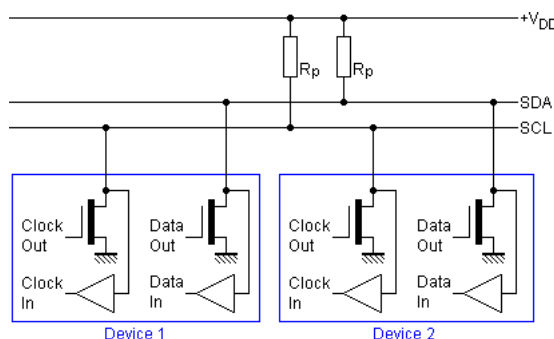 +VDD
Rp
Rp
SDA
SCL
Clock
Out
Data
Out
Clock
Out
Data
Out
Clock
In
Data
In
Clock
In
Data
In
Device 1
Device 2